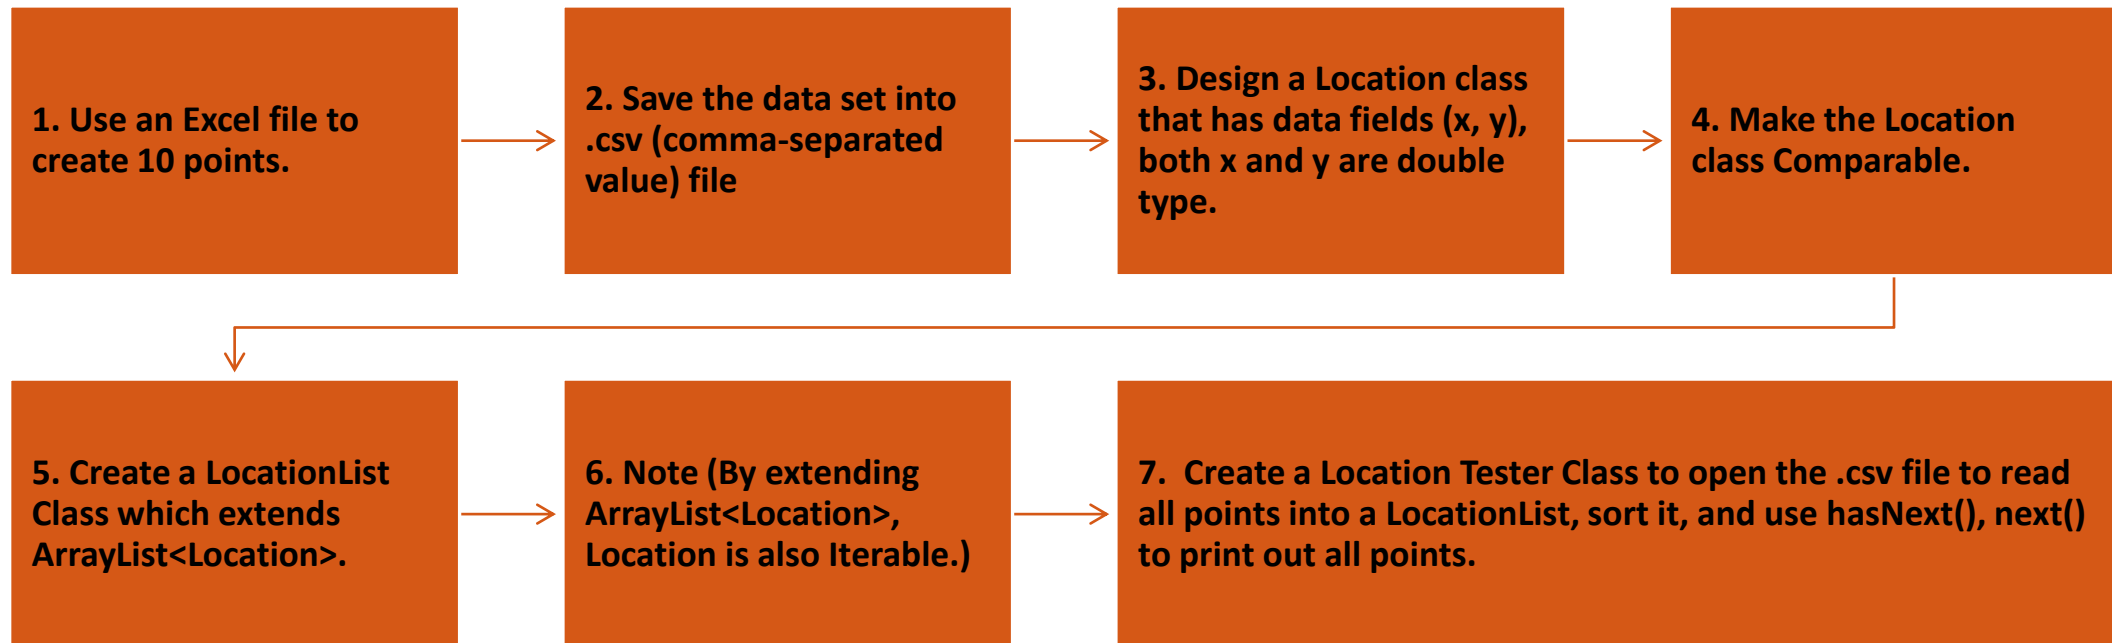 1. Use an Excel file to
create 10 points.
2. Save the data set into
.csv (comma-separated
value) file
3. Design a Location class
that has data fields (x, y),
both x and y are double
type.
4. Make the Location
class Comparable.
5. Create a LocationList
Class which extends
ArrayList<Location>.
6. Note (By extending
ArrayList<Location>,
Location is also Iterable.)
7.  Create a Location Tester Class to open the .csv file to read
all points into a LocationList, sort it, and use hasNext(), next()
to print out all points.